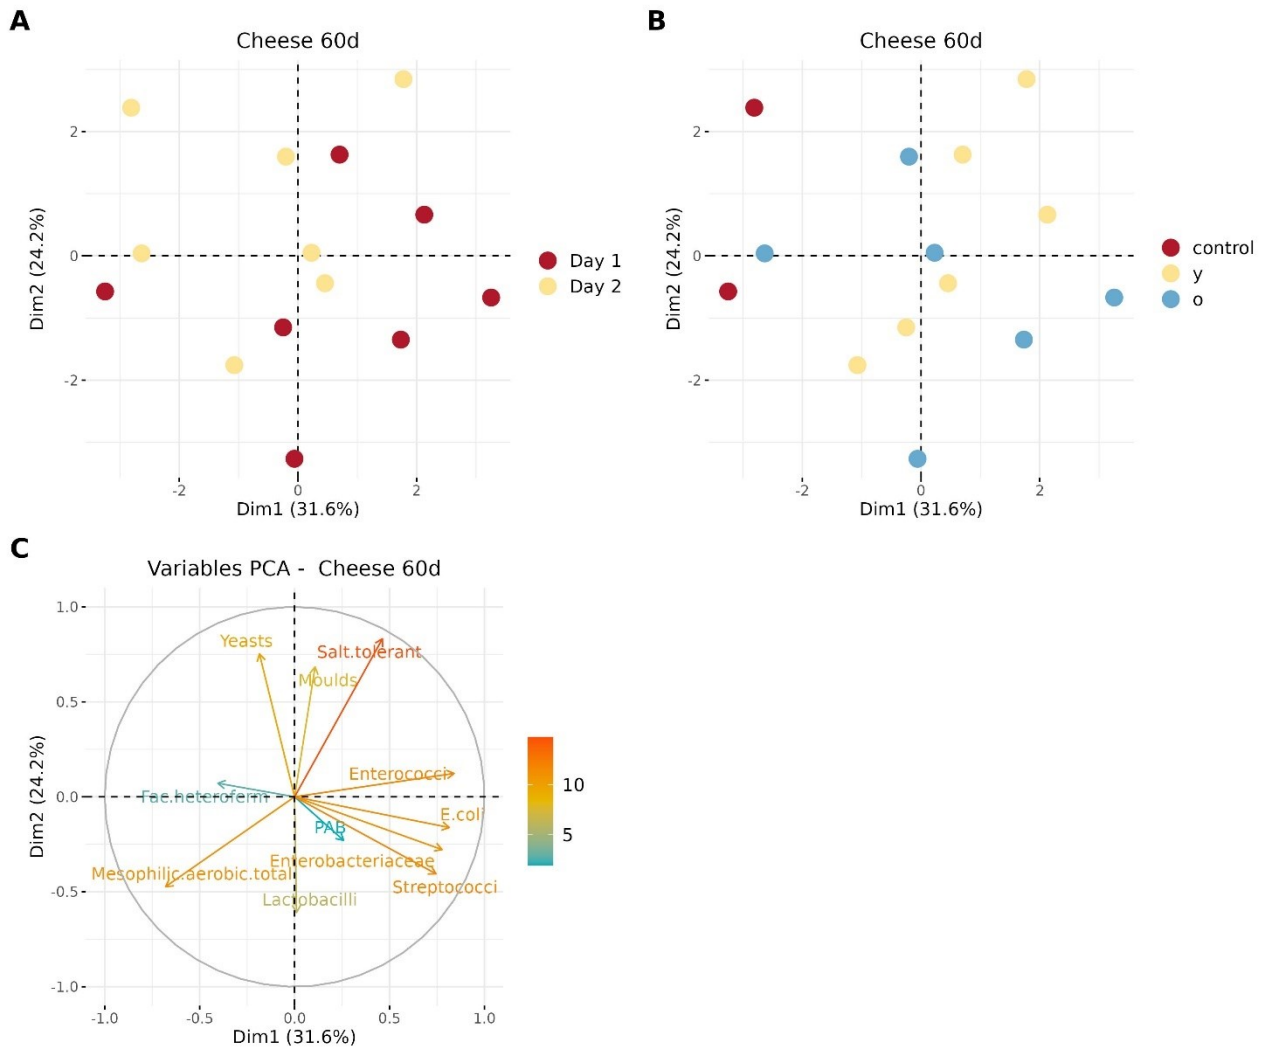 A
Cheese 60d
2
0
-2
-2
0
2
Dim2 (24.2%)
Dim1 (31.6%)
Day 1
Day 2
B
Cheese 60d
2
0
-2
-2
0
2
Dim2 (24.2%)
Dim1 (31.6%)
control
y
o
C
Variables PCA -  Cheese 60d
1.0
0.5
0.0
-0.5
-1.0
Dim2 (24.2%)
Yeasts
Salt.tolerant
Moulds
Enterococci
Fac.heteroferm
E.coli
PAB
Enterobacteriaceae
Mesophilic.aerobic.total
Streptococci
Lactobacilli
-1.0
-0.5
0.0
0.5
1.0
Dim1 (31.6%)
10
5